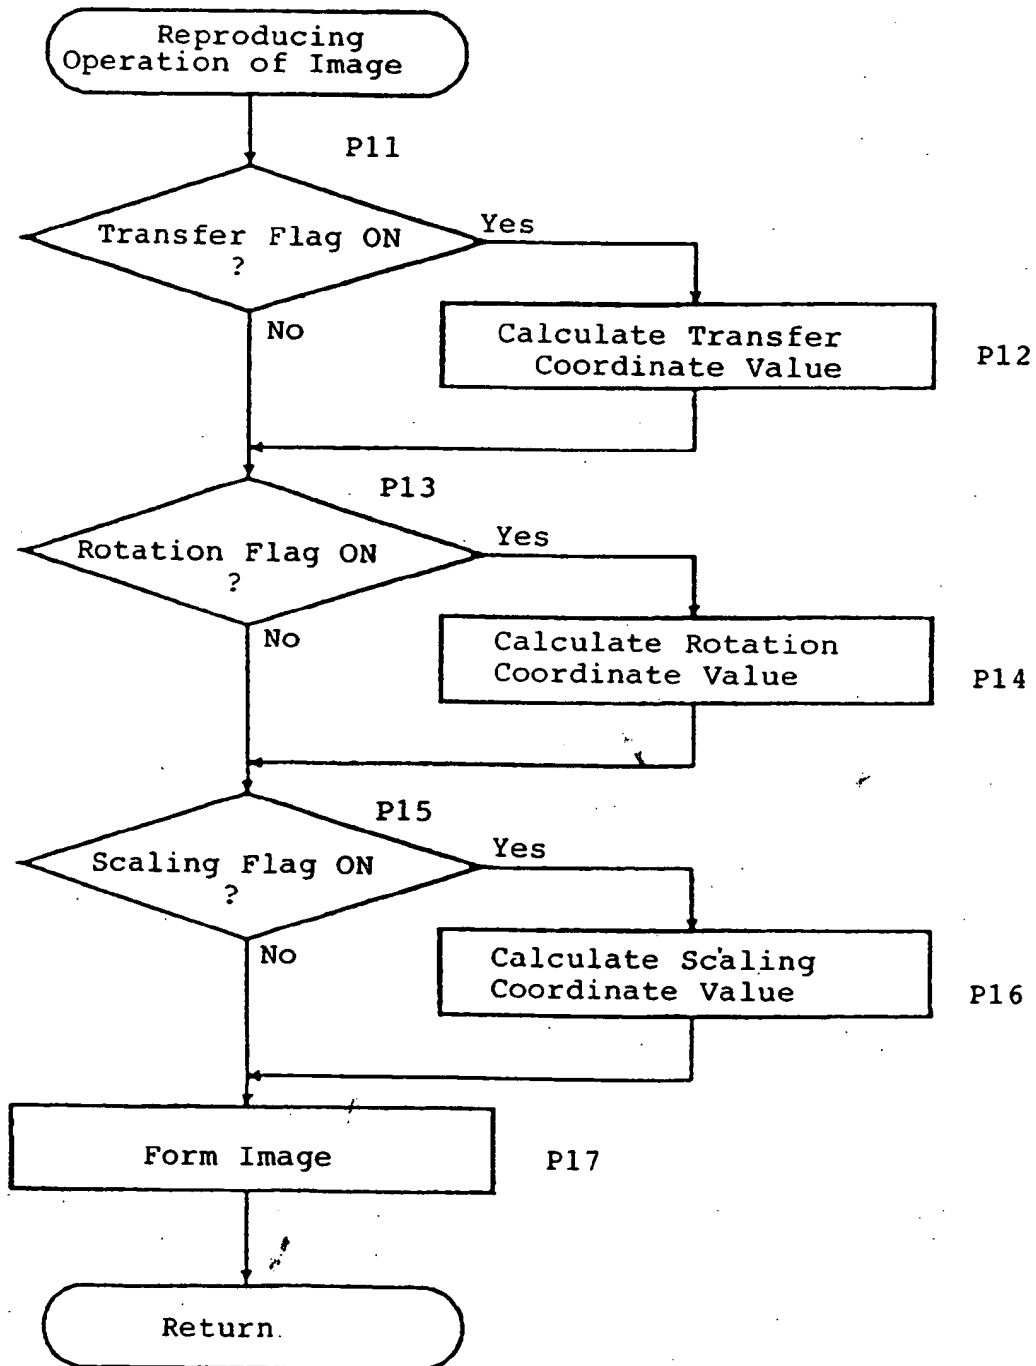 Reproducing
Operation of Image
P11
Transfer Flag ON
?
Yes
No
Calculate Transfer
Coordinate Value
P12
P13
Rotation Flag ON
?
Yes
No
Calculate Rotation
Coordinate Value
P14
P15
Scaling Flag ON
?
Yes
No
Calculate Scaling
Coordinate Value
P16
Form Image
P17
Return